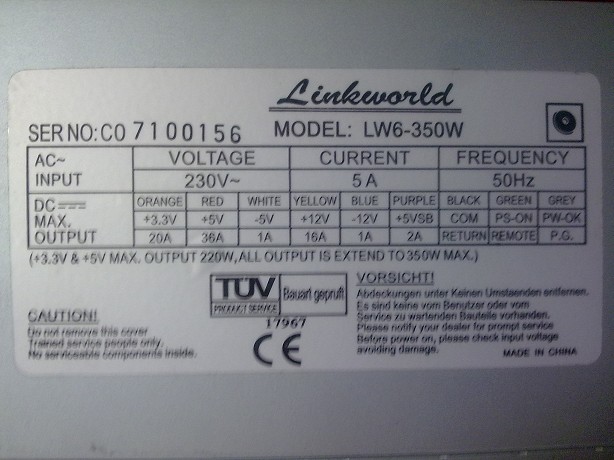 Linkworld
SER NO: C0 7100156 MODEL: LW6-350W
AC~ INPUT VOLTAGE CURRENT FREQUENCY
230V~ 5A 50Hz
DC MAX. OUTPUT ORANGE RED WHITE YELLOW BLUE PURPLE BLACK GREEN GREY
+3.3V +5V -5V +12V -12V +5VSB COM PS-ON PW-OK
20A 36A 1A 16A 1A 2A RETURN REMOTE P.G.
(+3.3V & +5V MAX. OUTPUT 220W, ALL OUTPUT IS EXTEND TO 350W MAX.)
TÜV Bauart geprüft
PRODUCT SERVICE
17967
CE
CAUTION!
Do not remove this cover
Trained service people only.
No serviceable components inside.
VORSICHT!
Abdeckungen unter Keinen Umstaenden entfernen.
Es sind keine vom Benutzer oder vom
Service zu wartenden Bauteile vorhanden.
Please notify your dealer for prompt service
Before power on, please check input voltage
avoiding damage.
MADE IN CHINA